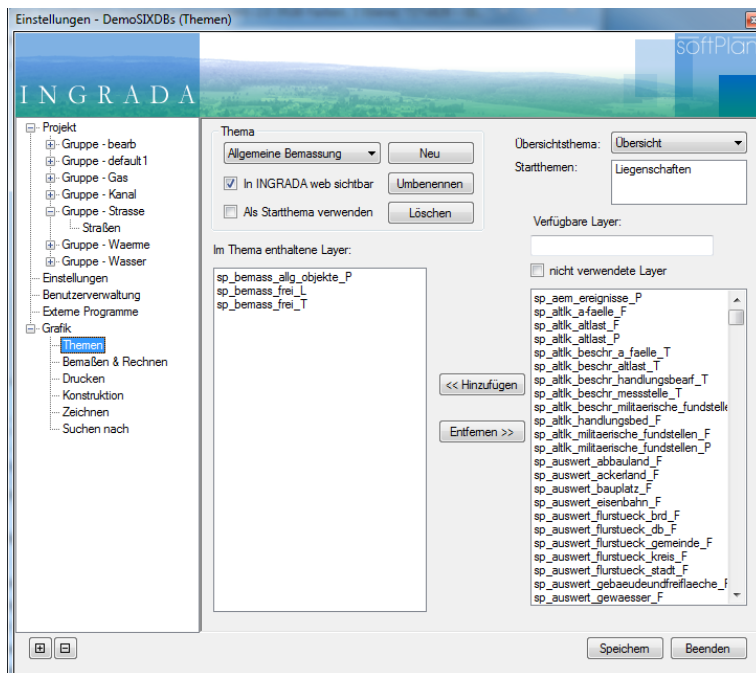 Einstellungen - DemoSIXDBs (Themen)
softPlan
INGRADA
Projekt
Gruppe - bearb
Gruppe - default1
Gruppe - Gas
Gruppe - Kanal
Gruppe - Strasse
Straßen
Gruppe - Waerme
Gruppe - Wasser
Einstellungen
Benutzerverwaltung
Externe Programme
Grafik
Themen
Bemaßen & Rechnen
Drucken
Konstruktion
Zeichnen
Suchen nach
Thema
Allgemeine Bemassung
Neu
In INGRADA web sichtbar
Umbenennen
Als Startthema verwenden
Löschen
Übersichtsthema:
Übersicht
Startthemen:
Liegenschaften
Im Thema enthaltene Layer:
sp_bemass_allg_objekte_P
sp_bemass_frei_L
sp_bemass_frei_T
<< Hinzufügen
Entfernen >>
Verfügbare Layer:
nicht verwendete Layer
sp_aem_ereignisse_P
sp_altlk_a-faelle_F
sp_altlk_altlast_F
sp_altlk_altlast_P
sp_altlk_beschr_a_faelle_T
sp_altlk_beschr_altlast_T
sp_altlk_beschr_handlungsbearf_T
sp_altlk_beschr_messstelle_T
sp_altlk_beschr_militaerische_fundstelle
sp_altlk_handlungsbed_F
sp_altlk_militaerische_fundstellen_F
sp_altlk_militaerische_fundstellen_P
sp_auswert_abbauland_F
sp_auswert_ackerland_F
sp_auswert_bauplatz_F
sp_auswert_eisenbahn_F
sp_auswert_flurstueck_brd_F
sp_auswert_flurstueck_db_F
sp_auswert_flurstueck_gemeinde_F
sp_auswert_flurstueck_kreis_F
sp_auswert_flurstueck_stadt_F
sp_auswert_gebaeudeundfreiflaeche_F
sp_auswert_gewaesser_F
Speichern
Beenden